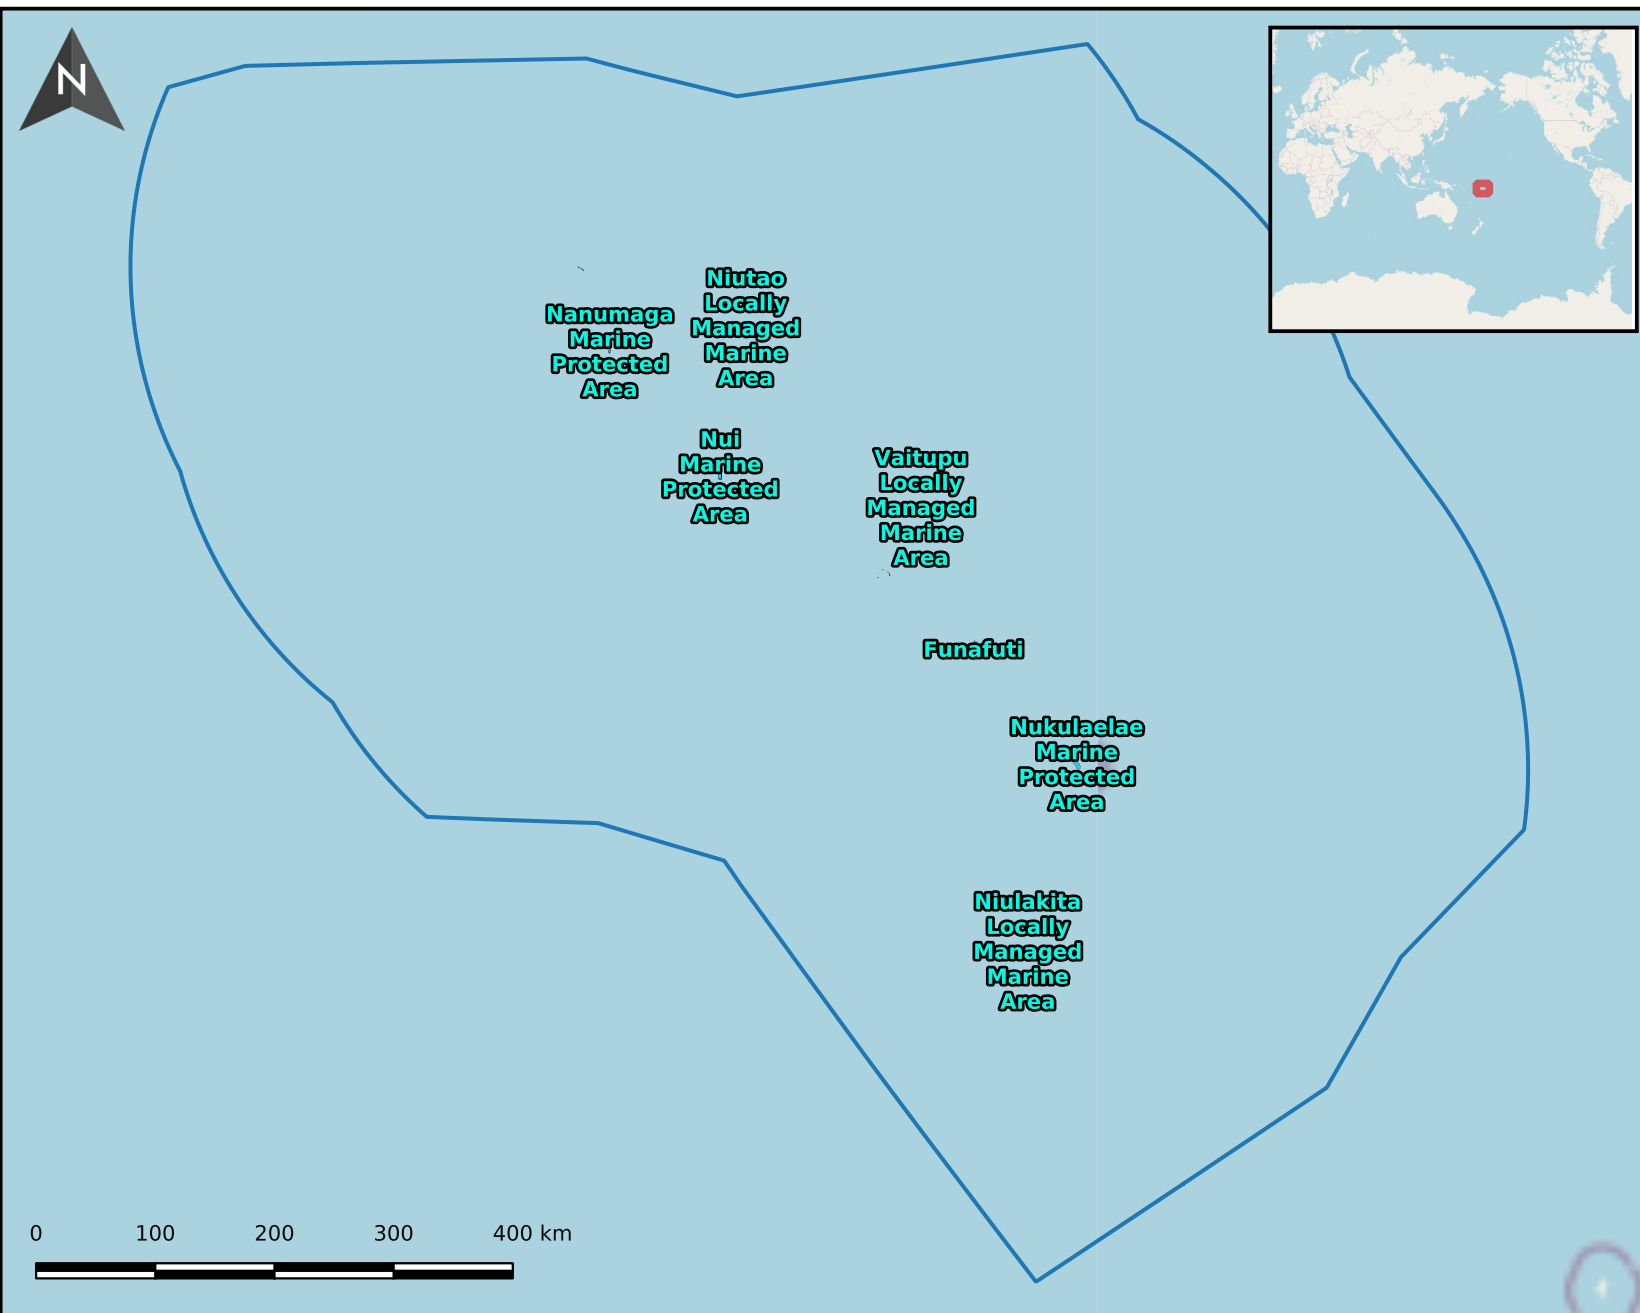 N
Niutao
Locally
Managed
Marine
Area
Nanumaga
Marine
Protected
Area
Nui
Marine
Protected
Area
Vaitupu
Locally
Managed
Marine
Area
Funafuti
Nukulaelae
Marine
Protected
Area
Niulakita
Locally
Managed
Marine
Area
0 100 200 300 400 km